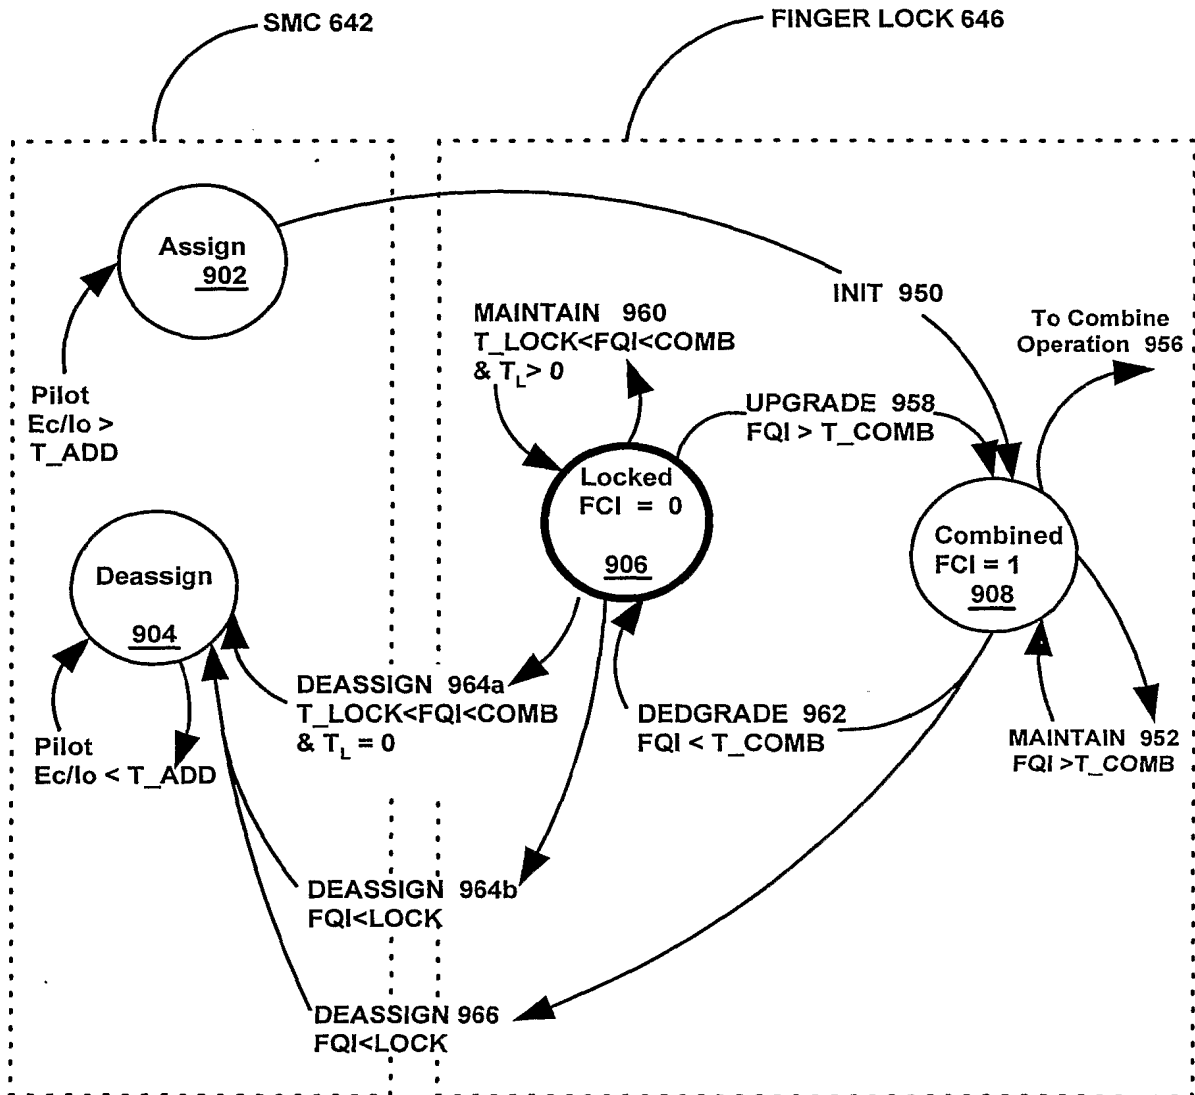 SMC 642
FINGER LOCK 646
Assign
902
INIT 950
MAINTAIN 960
T_LOCK<FQI<COMB
& TL> 0
To Combine
Operation 956
Pilot
Ec/Io >
T_ADD
UPGRADE 958
FQI > T_COMB
Locked
FCI = 0
906
Combined
FCI = 1
908
Deassign
904
DEASSIGN 964a
T_LOCK<FQI<COMB
& TL = 0
DEDGRADE 962
FQI < T_COMB
Pilot
Ec/Io < T_ADD
MAINTAIN 952
FQI >T_COMB
DEASSIGN 964b
FQI<LOCK
DEASSIGN 966
FQI<LOCK